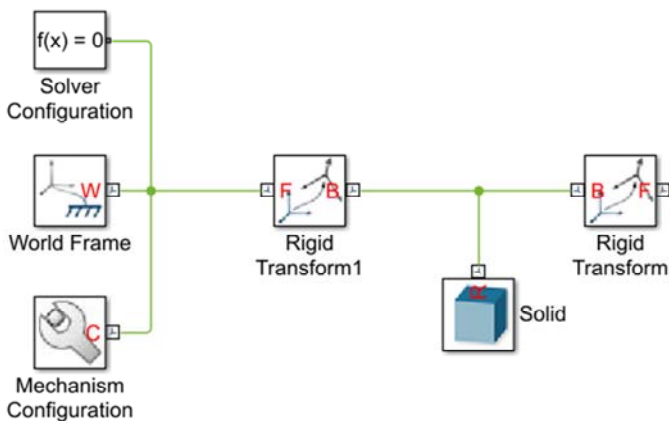 f(x) = 0
Solver
Configuration
W
World Frame
F
B
Rigid
Transform1
B
F
Rigid
Transform
R
Solid
C
Mechanism
Configuration